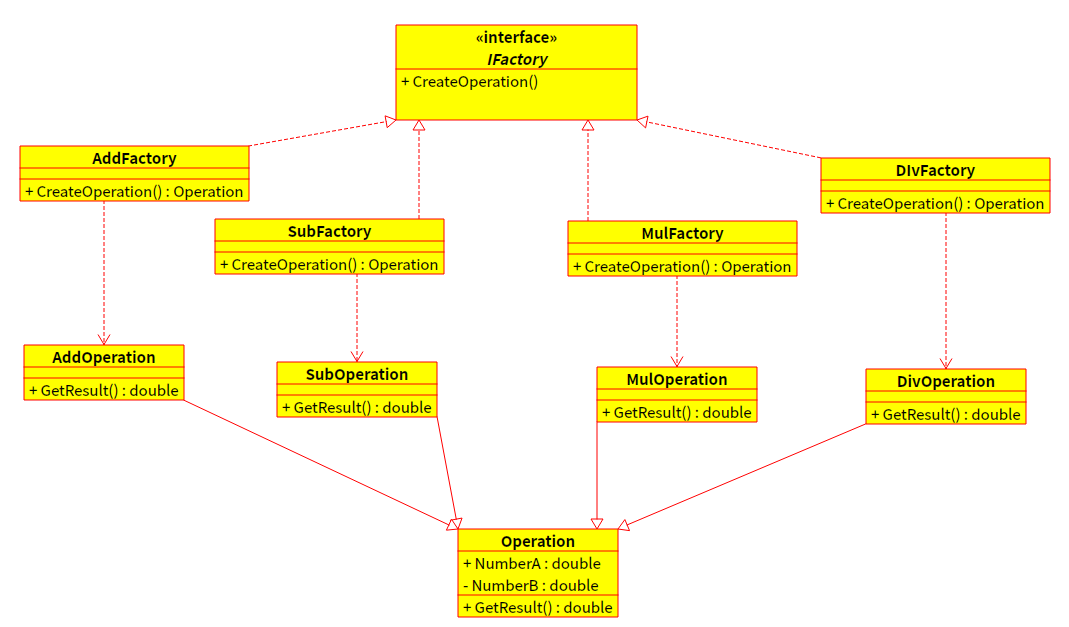 «interface»
IFactory
+ CreateOperation()
AddFactory
+ CreateOperation() : Operation
DIvFactory
+ CreateOperation() : Operation
SubFactory
+ CreateOperation() : Operation
MulFactory
+ CreateOperation() : Operation
AddOperation
+ GetResult() : double
SubOperation
+ GetResult() : double
MulOperation
+ GetResult() : double
DivOperation
+ GetResult() : double
Operation
+ NumberA : double
- NumberB : double
+ GetResult() : double